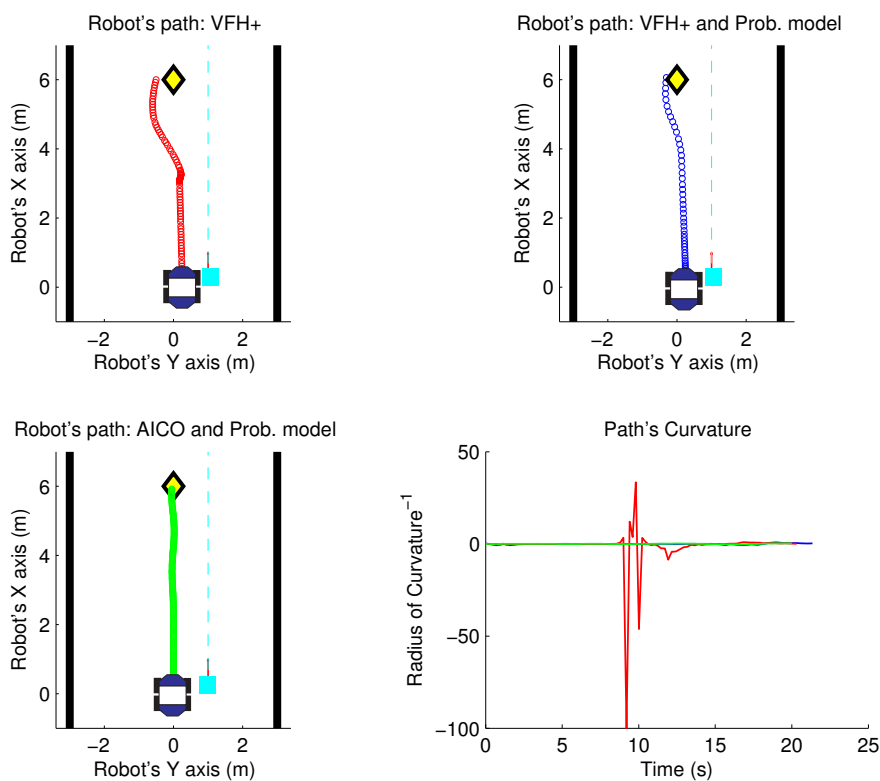 Robot's path: VFH+
Robot's X axis (m)
6
4
2
0
−2 0 2
Robot's Y axis (m)
Robot's path: VFH+ and Prob. model
Robot's X axis (m)
6
4
2
0
−2 0 2
Robot's Y axis (m)
Robot's path: AICO and Prob. model
Robot's X axis (m)
6
4
2
0
−2 0 2
Robot's Y axis (m)
Path's Curvature
Radius of Curvature⁻¹
50
0
−50
−100
0 5 10 15 20 25
Time (s)